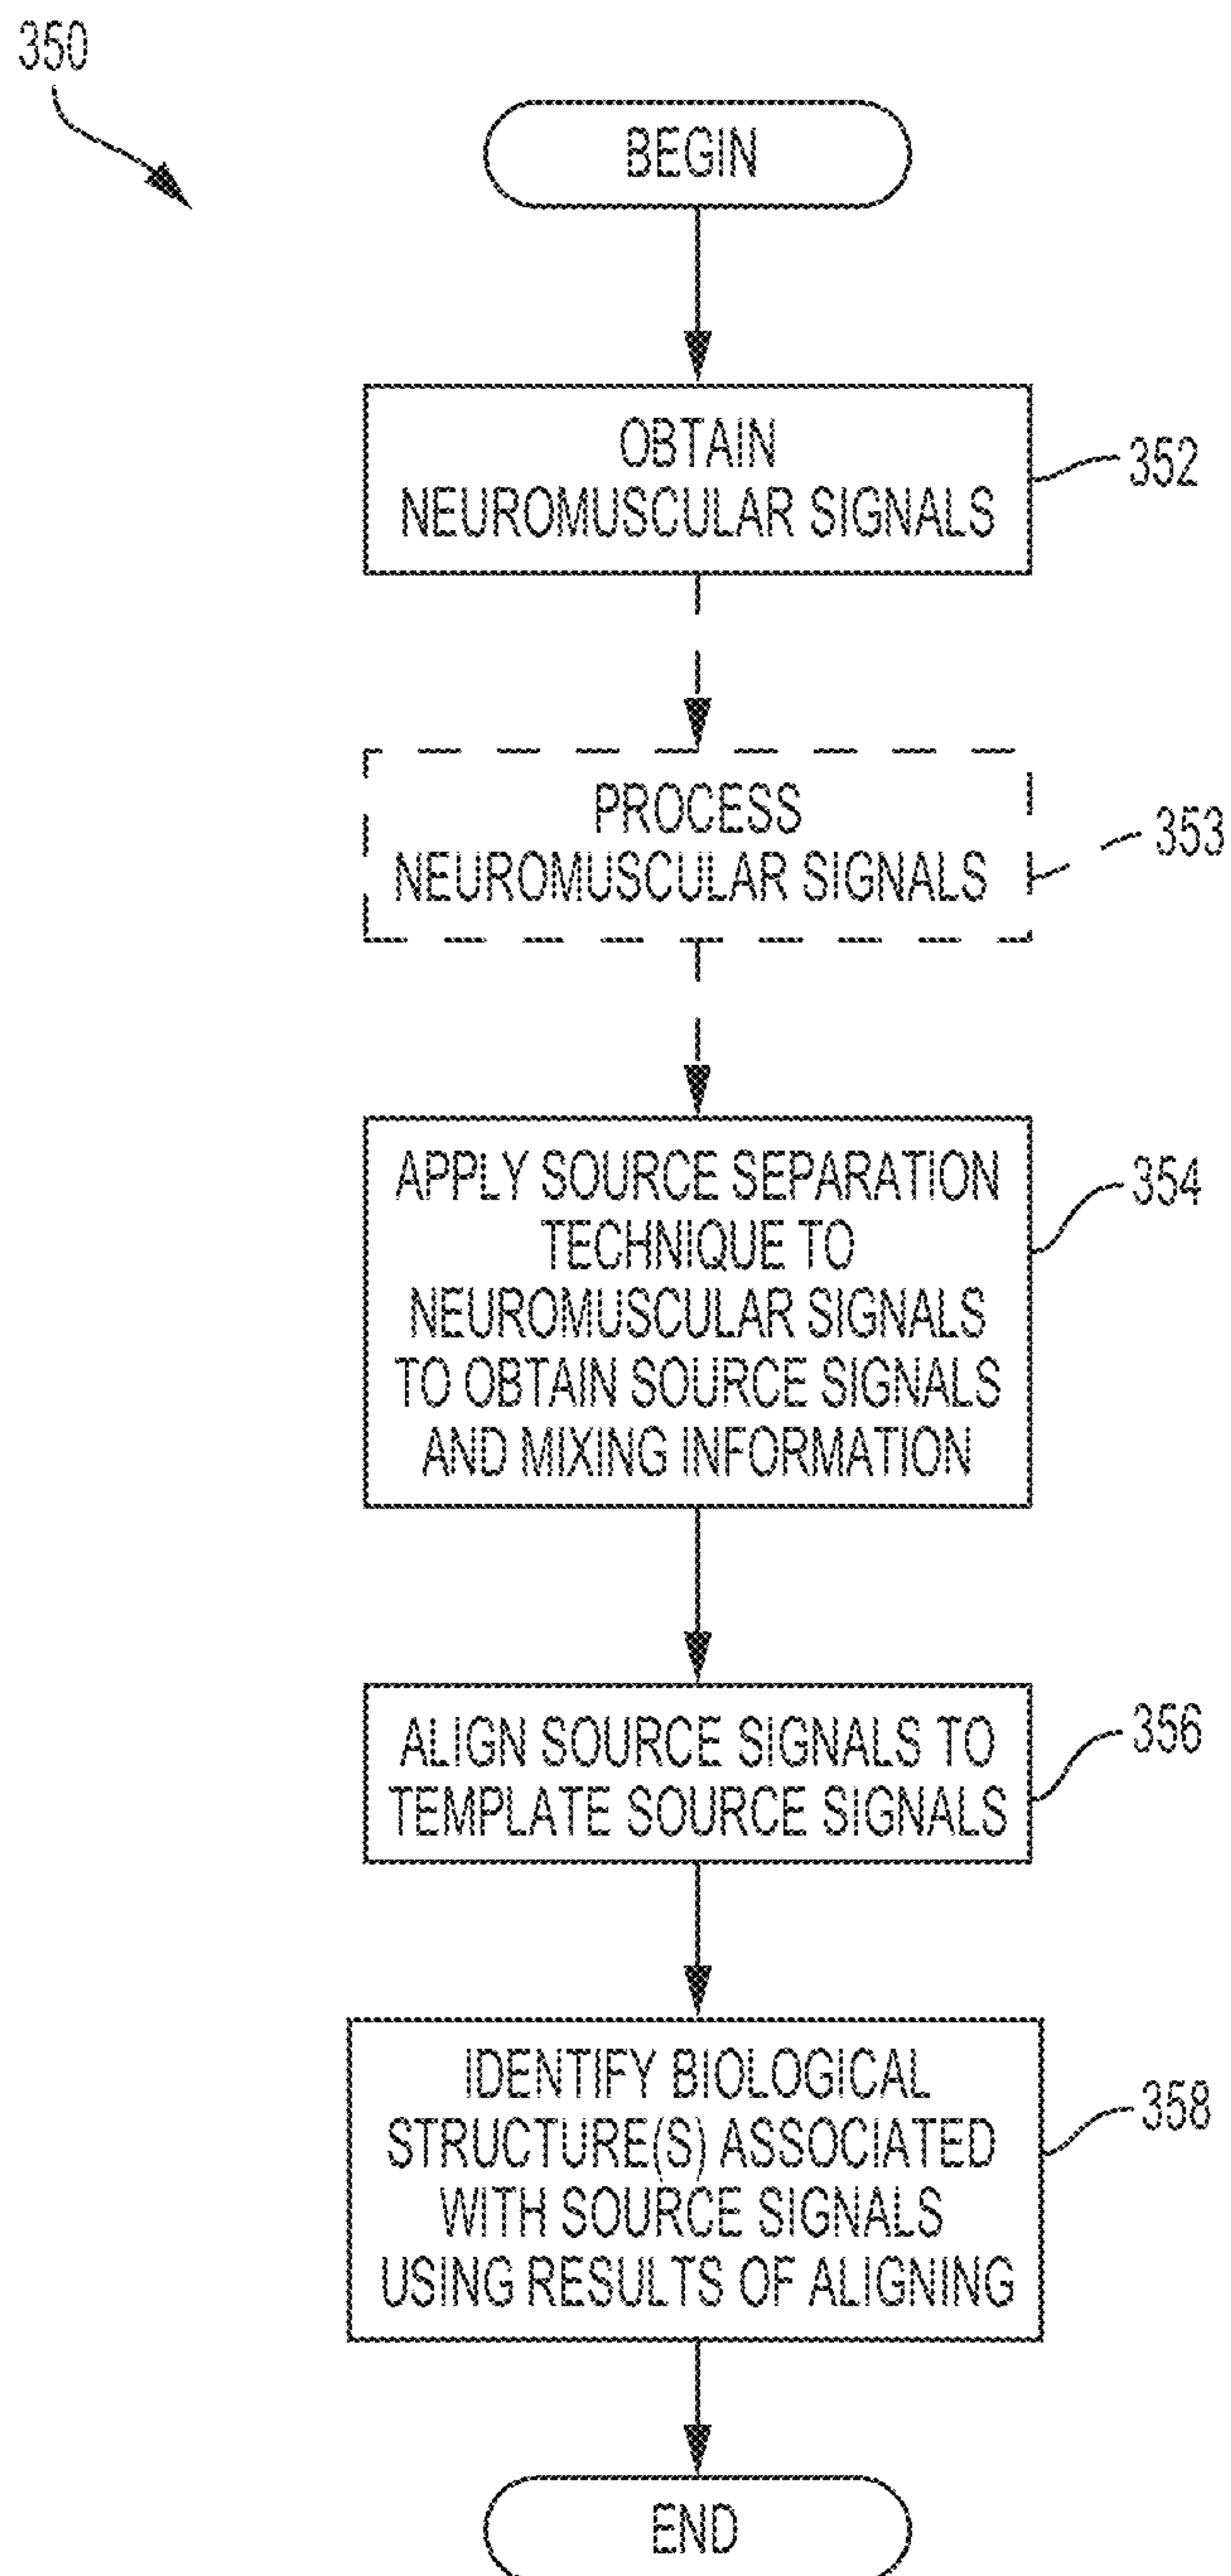 350
BEGIN
OBTAIN
NEUROMUSCULAR SIGNALS
352
PROCESS
NEUROMUSCULAR SIGNALS
353
APPLY SOURCE SEPARATION
TECHNIQUE TO
NEUROMUSCULAR SIGNALS
TO OBTAIN SOURCE SIGNALS
AND MIXING INFORMATION
354
ALIGN SOURCE SIGNALS TO
TEMPLATE SOURCE SIGNALS
356
IDENTIFY BIOLOGICAL
STRUCTURE(S) ASSOCIATED
WITH SOURCE SIGNALS
USING RESULTS OF ALIGNING
358
END